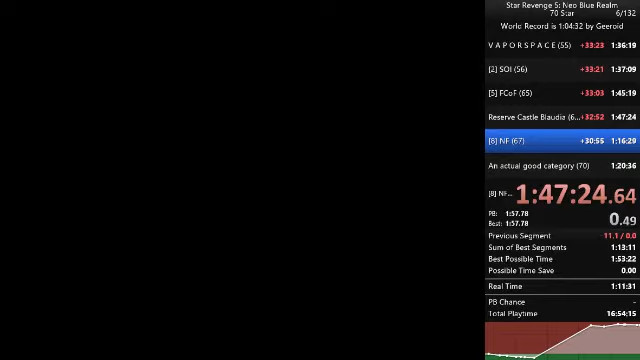 Star Revenge 5: Neo Blue Realm
70 Star 6/132
World Record is 1:04:32 by Geeroid
V A P O R S P A C E (55) +33:23 1:36:19
[2] SOI (56) +33:21 1:37:09
[5] FCoF (65) +33:03 1:45:19
Reserve Castle Blaudia (6... +32:52 1:47:24
[8] NF (67) +30:55 1:16:29
An actual good category (70) 1:20:36
[8] NF... 1:47:24.64
PB: 1:57.78
Best: 1:57.78 0.49
Previous Segment 11.1 / 0.0
Sum of Best Segments 1:13:11
Best Possible Time 1:53:22
Possible Time Save 0.00
Real Time 1:11:31
PB Chance -
Total Playtime 16:54:15